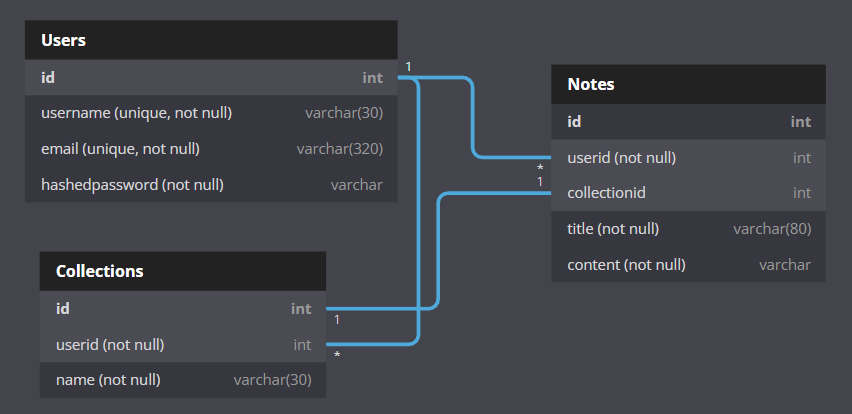 Users
id int
username (unique, not null) varchar(30)
email (unique, not null) varchar(320)
hashedpassword (not null) varchar
1
Notes
id int
userid (not null) int
collectionid int
title (not null) varchar(80)
content (not null) varchar
*
1
Collections
id int
userid (not null) int
name (not null) varchar(30)
1
*